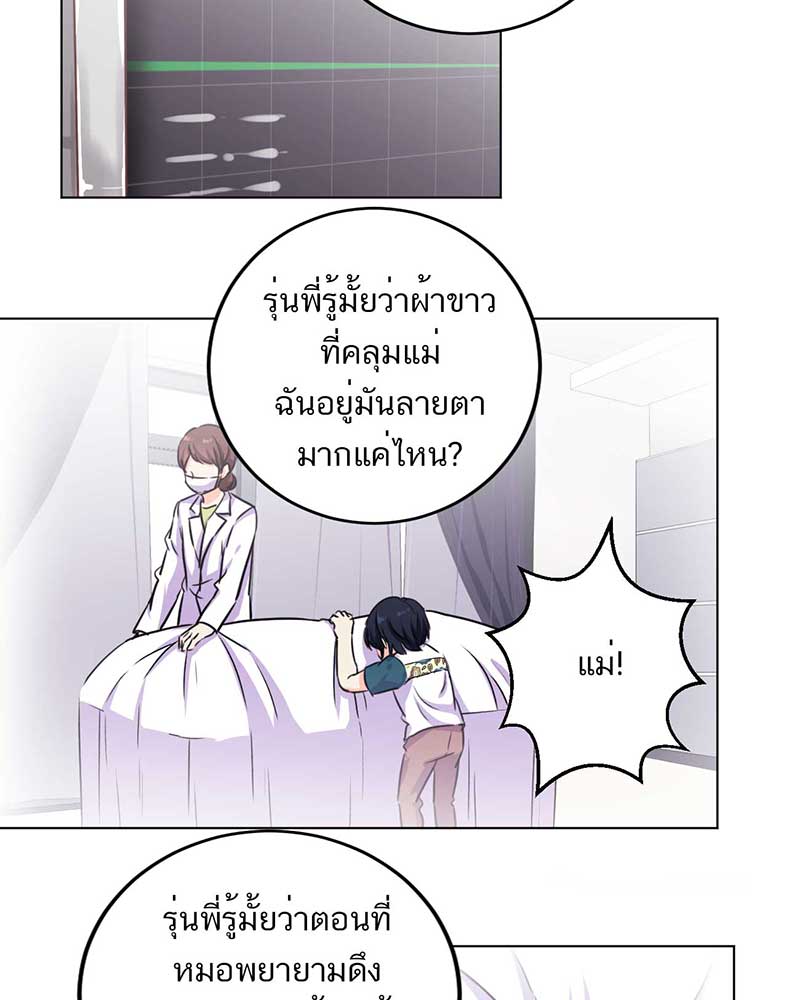 รุ่นพี่รู้มั้ยว่าผ้าขาว
ที่คลุมแม่
ฉันอยู่มันลายตา
มากแค่ไหน?
แม่!
รุ่นพี่รู้มั้ยว่าตอนที่
หมอพยายามดึง